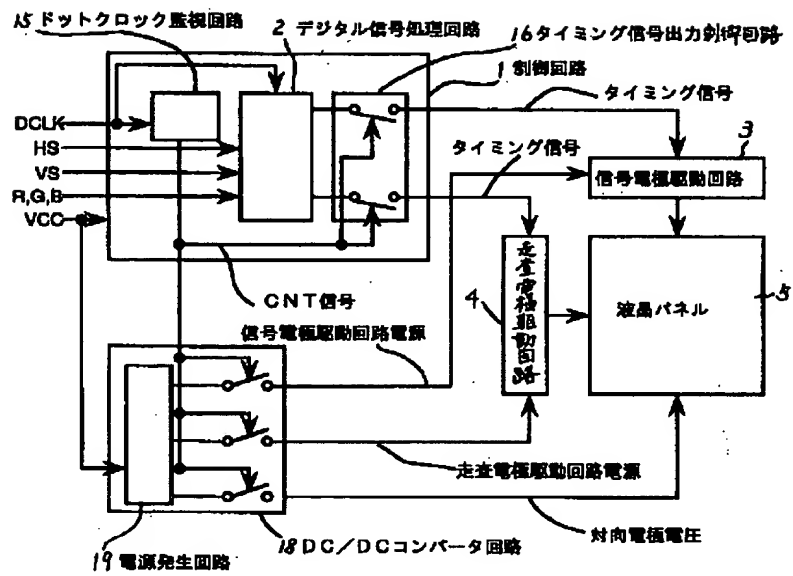 15 ドットクロック監視回路
2 デジタル信号処理回路
16 タイミング信号出力制御回路
1 制御回路
タイミング信号
DCLK
HS
VS
R,G,B
VCC
タイミング信号
3
信号電極駆動回路
CNT信号
4
走査電極駆動回路
液晶パネル
5
信号電極駆動回路電源
走査電極駆動回路電源
対向電極電圧
18 DC/DCコンバータ回路
19 電源発生回路